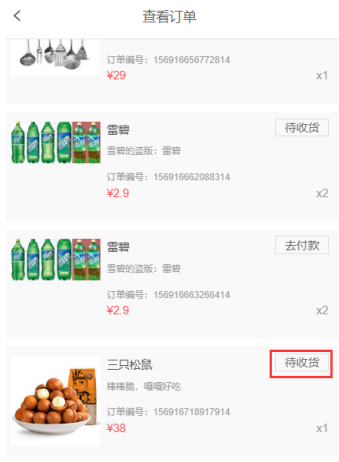 查看订单
订单编号：156916656772814
¥29 x1
雷碧 待收货
雪碧的盗版：雷碧
订单编号：156916662088314
¥2.9 x2
雷碧 去付款
雪碧的盗版：雷碧
订单编号：156916663266414
¥2.9 x2
三只松鼠 待收货
棒棒脆，嘎嘎好吃
订单编号：156916718917914
¥38 x1